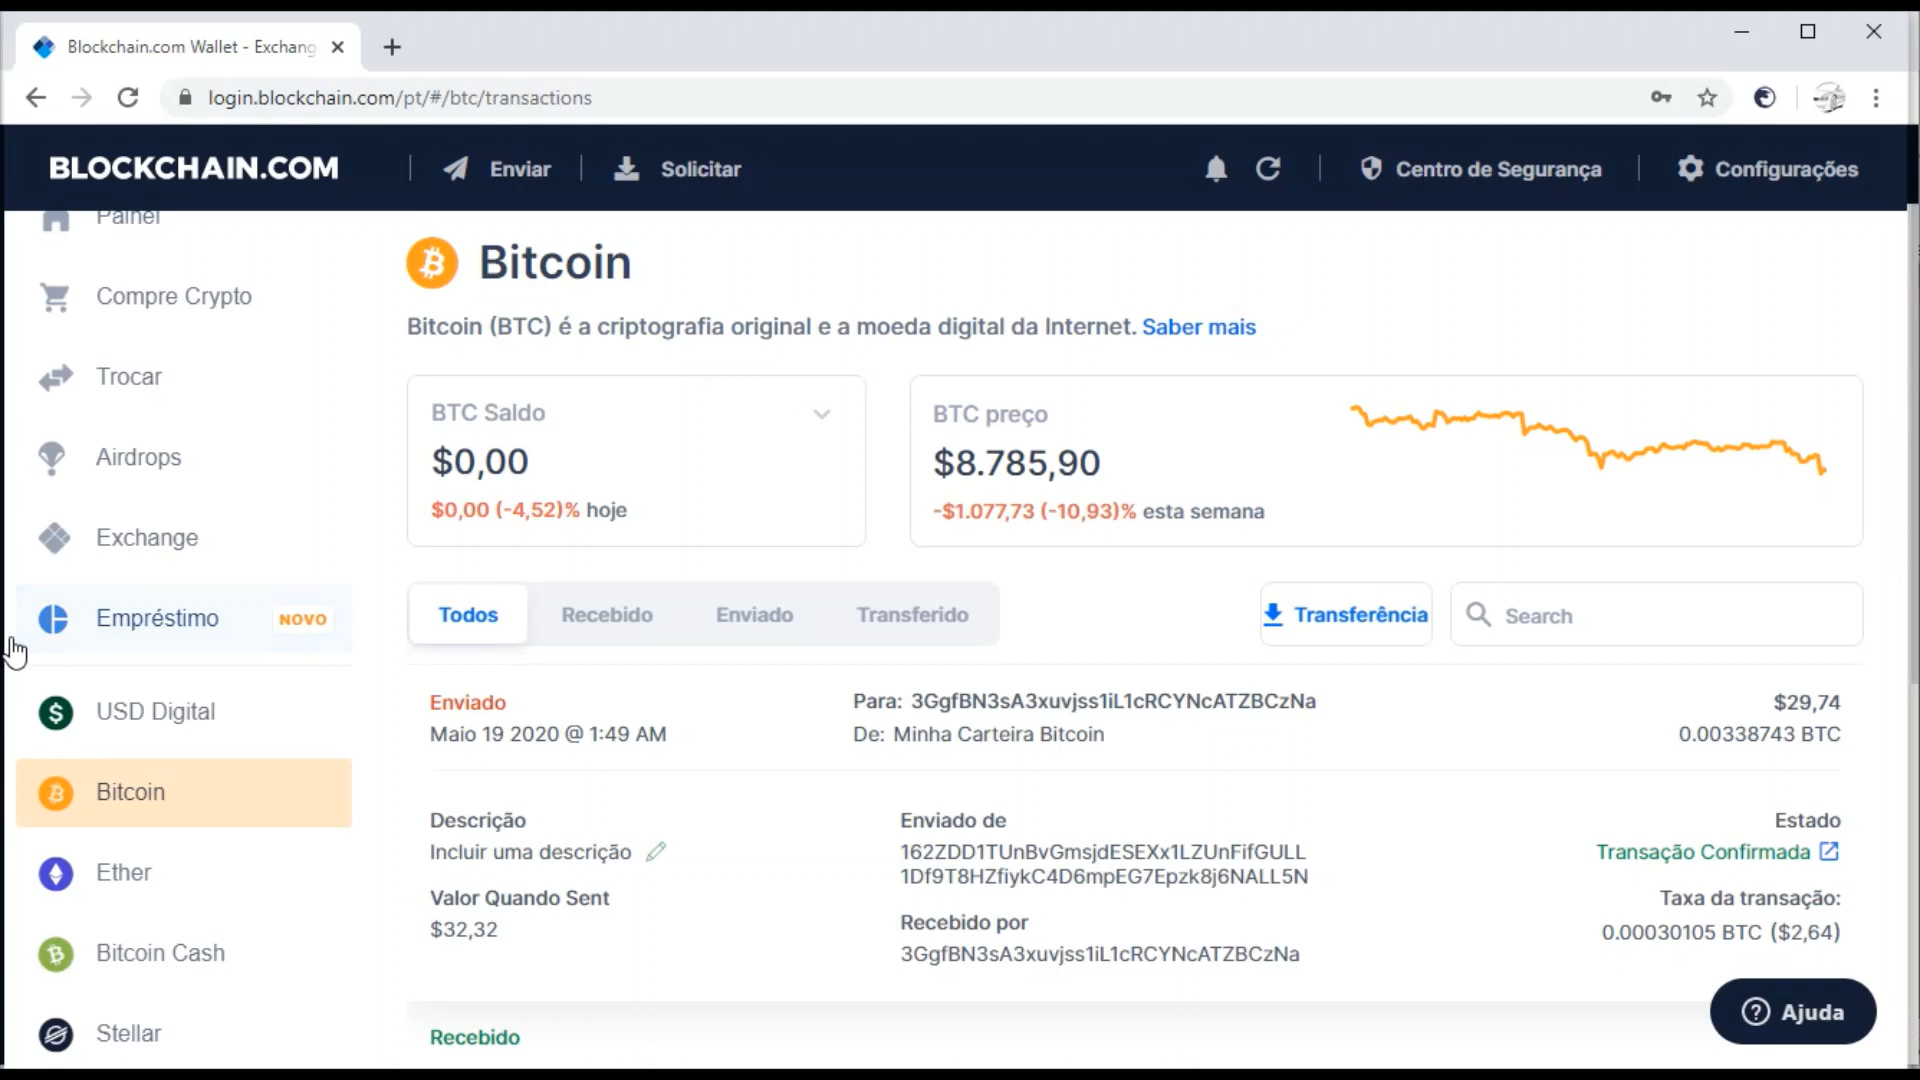 Blockchain.com Wallet - Exchang
login.blockchain.com/pt/#/btc/transactions
BLOCKCHAIN.COM
Enviar
Solicitar
Centro de Segurança
Configurações
Painel
Compre Crypto
Trocar
Airdrops
Exchange
Empréstimo NOVO
USD Digital
Bitcoin
Ether
Bitcoin Cash
Stellar
Bitcoin
Bitcoin (BTC) é a criptografia original e a moeda digital da Internet. Saber mais
BTC Saldo
$0,00
$0,00 (-4,52)% hoje
BTC preço
$8.785,90
-$1.077,73 (-10,93)% esta semana
Todos Recebido Enviado Transferido
Transferência
Search
Enviado
Maio 19 2020 @ 1:49 AM
Para: 3GgfBN3sA3xuvjss1iL1cRCYNcATZBCzNa
De: Minha Carteira Bitcoin
$29,74
0.00338743 BTC
Descrição
Incluir uma descrição
Valor Quando Sent
$32,32
Enviado de
162ZDD1TUnBvGmsjdESEXx1LZUnFifGULL
1Df9T8HZfiykC4D6mpEG7Epzk8j6NALL5N
Recebido por
3GgfBN3sA3xuvjss1iL1cRCYNcATZBCzNa
Estado
Transação Confirmada
Taxa da transação:
0.00030105 BTC ($2,64)
Recebido
Ajuda